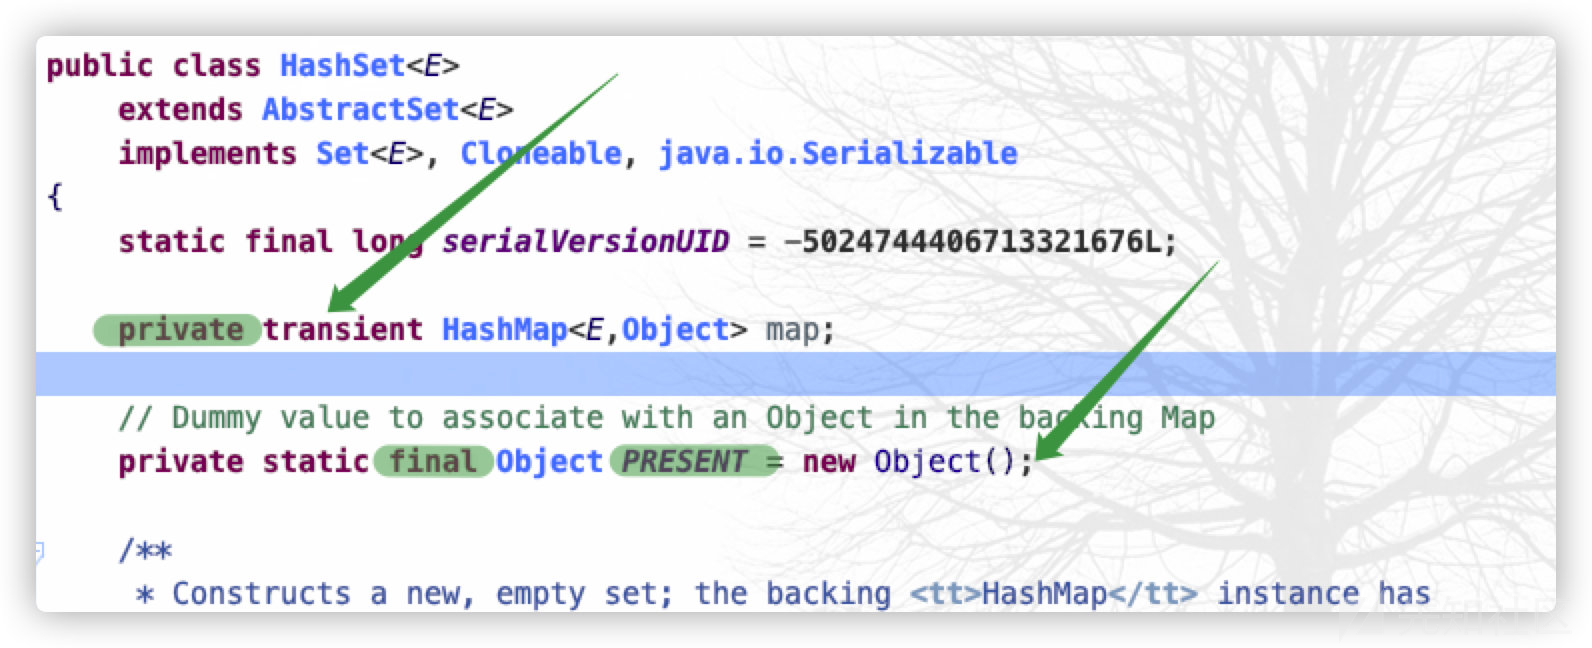 public class HashSet<E>
extends AbstractSet<E>
implements Set<E>, Cloneable, java.io.Serializable
{
static final long serialVersionUID = -5024744406713321676L;
private transient HashMap<E,Object> map;
// Dummy value to associate with an Object in the backing Map
private static final Object PRESENT = new Object();
/**
* Constructs a new, empty set; the backing <tt>HashMap</tt> instance has